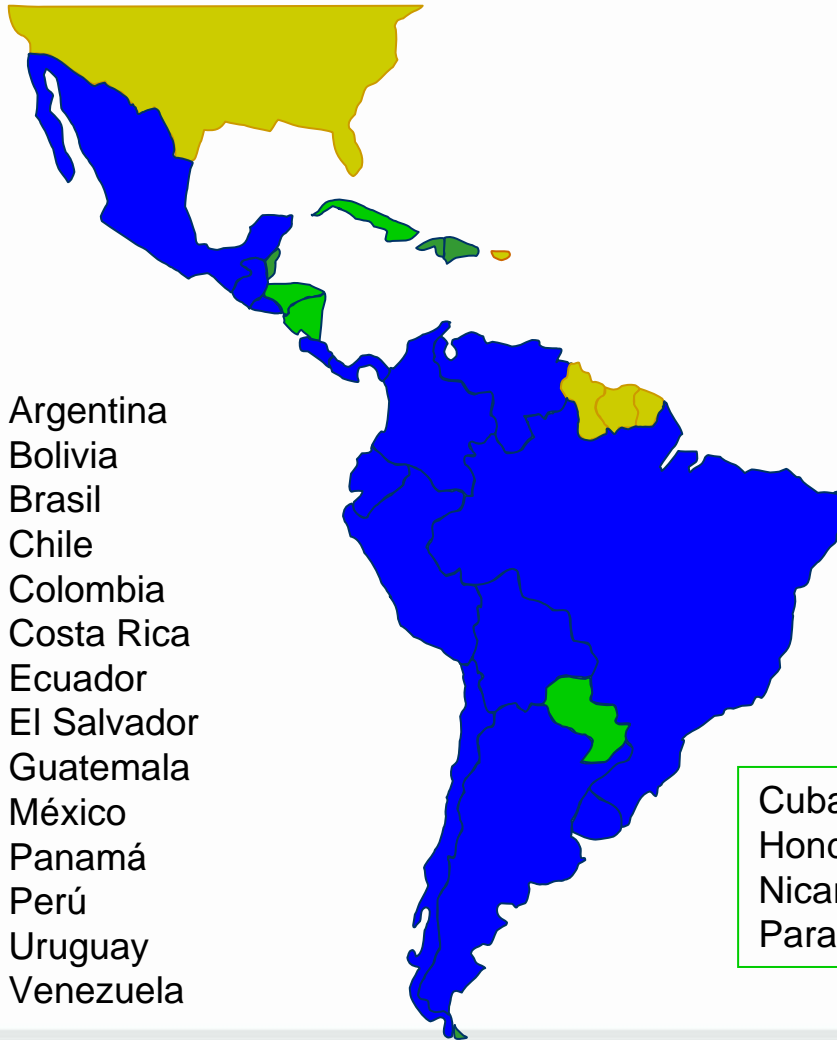 Argentina
Bolivia
Brasil
Chile
Colombia
Costa Rica
Ecuador
El Salvador
Guatemala
México
Panamá
Perú
Uruguay
Venezuela
Cuba